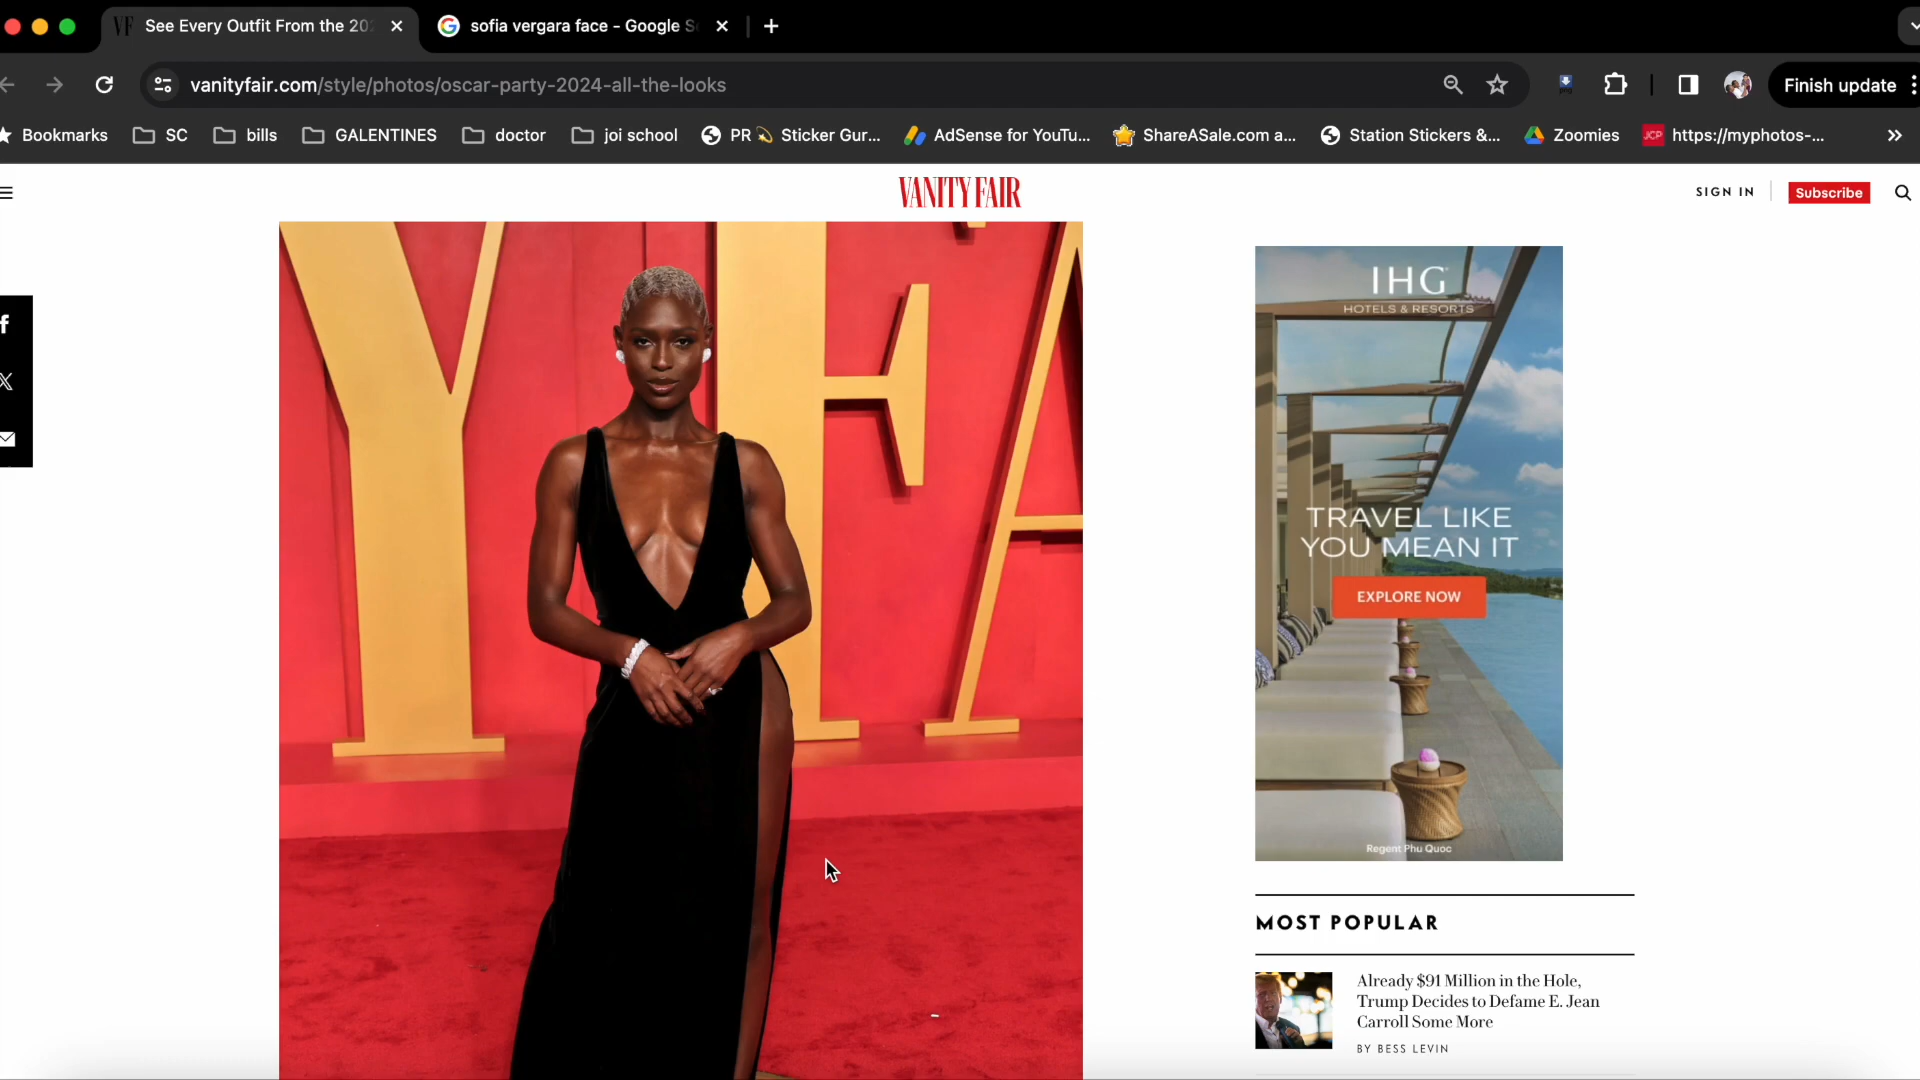 VF See Every Outfit From the 202
sofia vergara face - Google S
vanityfair.com/style/photos/oscar-party-2024-all-the-looks
Finish update
Bookmarks SC bills GALENTINES doctor joi school PR 💫 Sticker Gur... AdSense for YouTu... ShareASale.com a... Station Stickers &... Zoomies JCP https://myphotos-...
VANITY FAIR
SIGN IN
Subscribe
Y F A
IHG
HOTELS & RESORTS
TRAVEL LIKE
YOU MEAN IT
EXPLORE NOW
Regent Phu Quoc
MOST POPULAR
Already $91 Million in the Hole,
Trump Decides to Defame E. Jean
Carroll Some More
BY BESS LEVIN